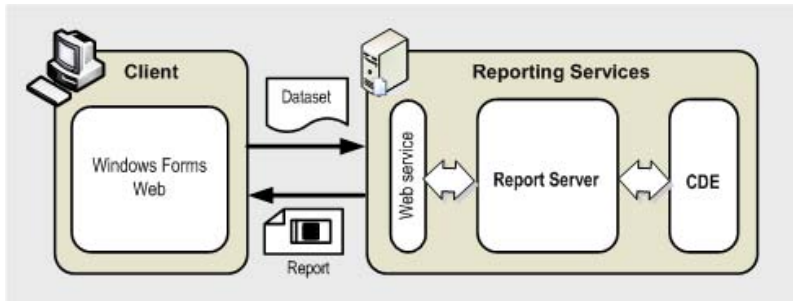 Client
Windows Forms
Web
Dataset
Report
Reporting Services
Web service
Report Server
CDE